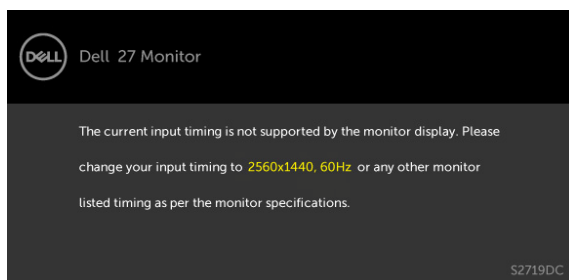 DELL Dell 27 Monitor
The current input timing is not supported by the monitor display. Please
change your input timing to 2560x1440, 60Hz or any other monitor
listed timing as per the monitor specifications.
S2719DC